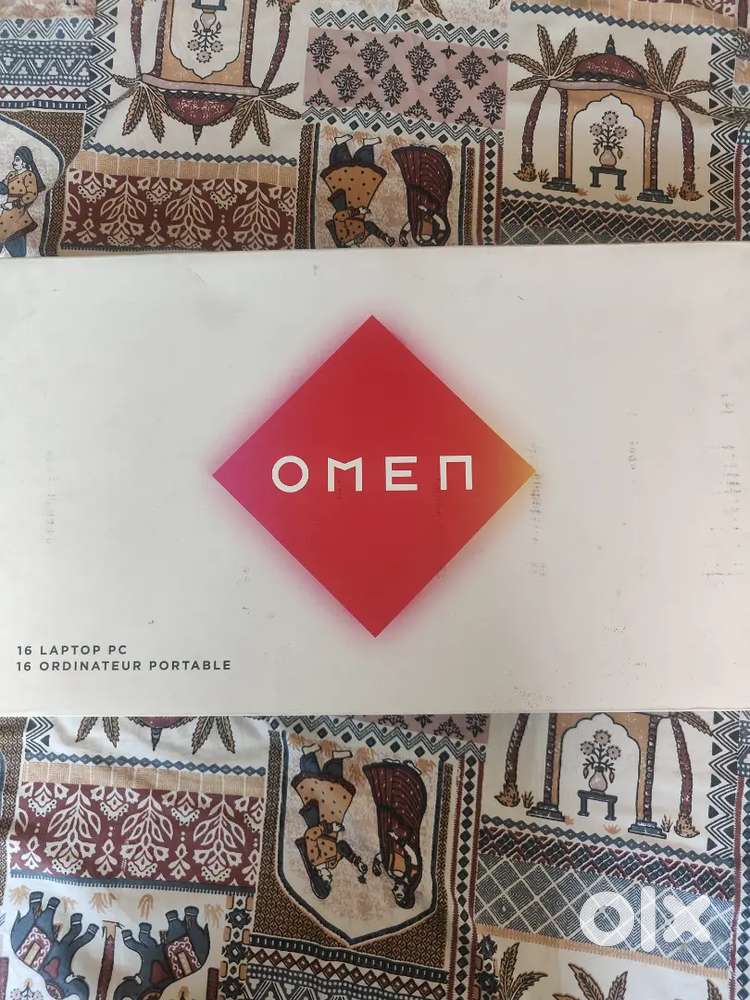 OMEN
16 LAPTOP PC
16 ORDINATEUR PORTABLE
olx